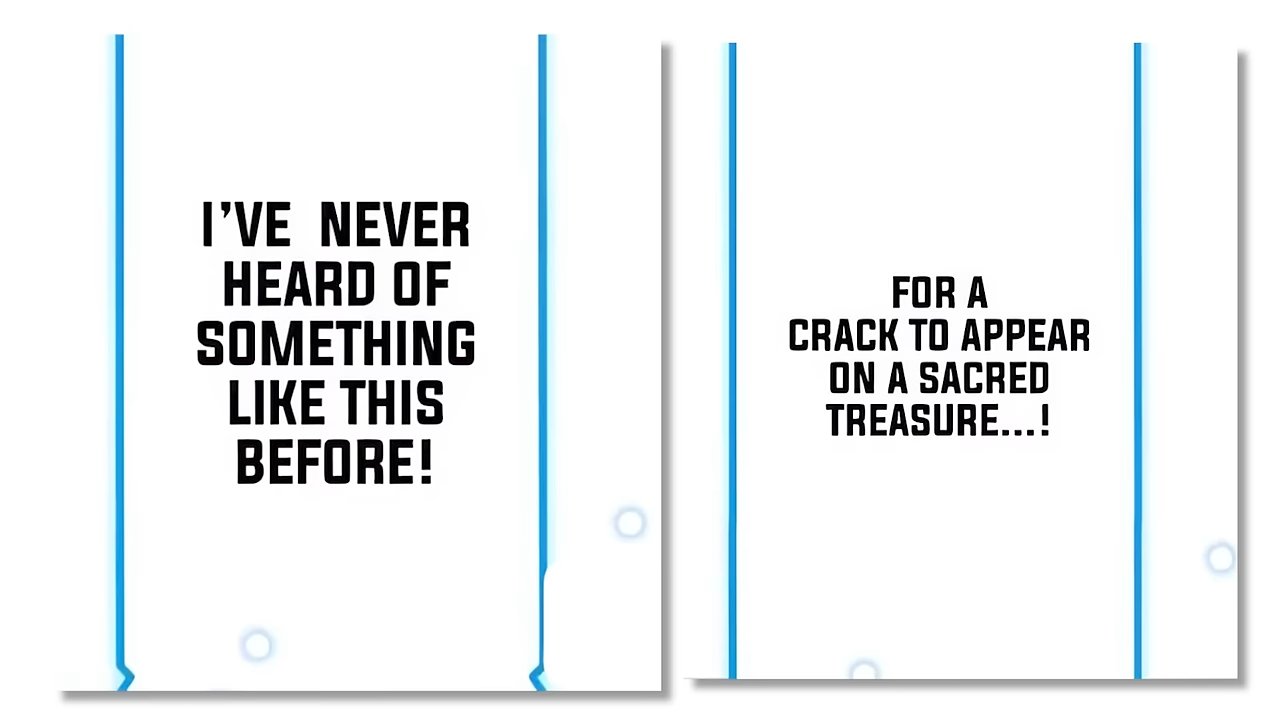 I'VE NEVER
HEARD OF
SOMETHING
LIKE THIS
BEFORE!
FOR A
CRACK TO APPEAR
ON A SACRED
TREASURE...!